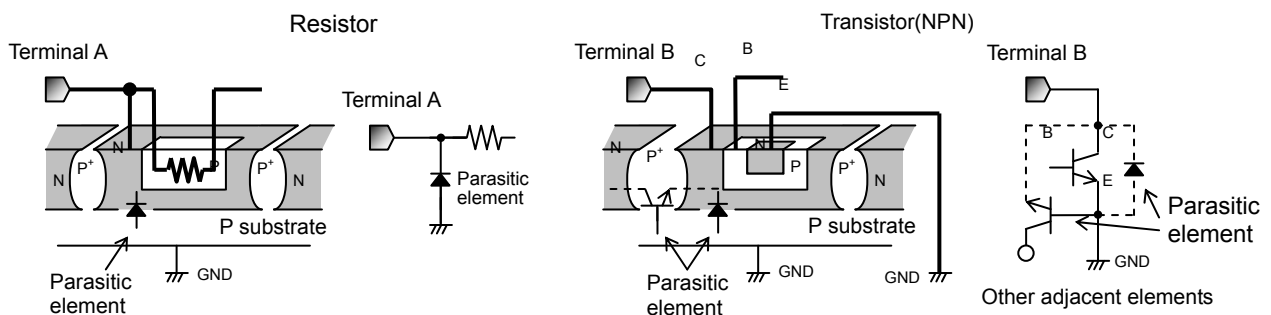 Resistor
Terminal A
N
P
P+
P+
N
N
P substrate
Parasitic
element
GND
Terminal A
Parasitic
element
Transistor(NPN)
Terminal B
C
B
E
N
P+
N
P
P+
N
P substrate
Parasitic
element
GND
GND
Terminal B
B
C
E
Parasitic
element
GND
Other adjacent elements